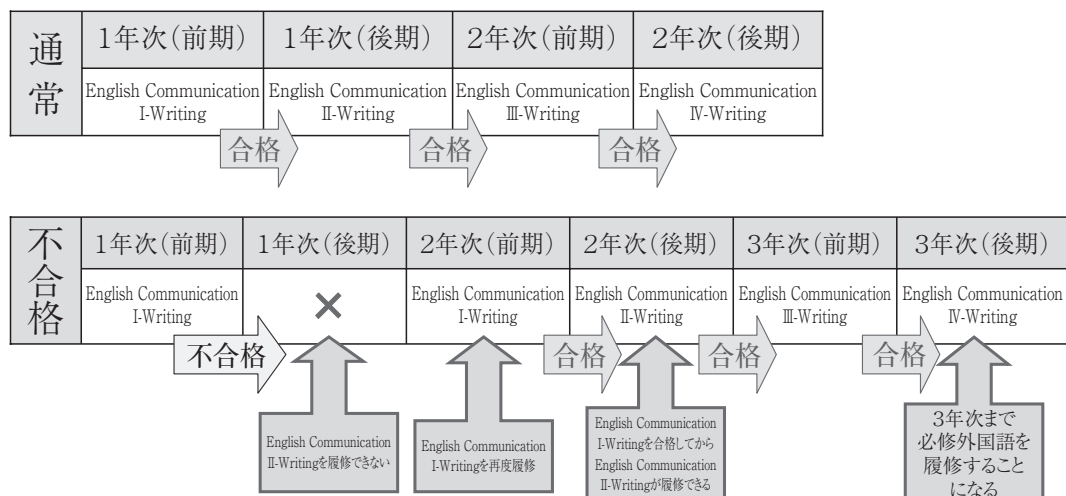 通常
1年次（前期） 1年次（後期） 2年次（前期） 2年次（後期）
English Communication English Communication English Communication English Communication
I-Writing Ⅱ-Writing Ⅲ-Writing Ⅳ-Writing
合格 合格 合格
不合格
1年次（前期） 1年次（後期） 2年次（前期） 2年次（後期） 3年次（前期） 3年次（後期）
English Communication × English Communication English Communication English Communication English Communication
I-Writing I-Writing Ⅱ-Writing Ⅲ-Writing Ⅳ-Writing
不合格 合格 合格 合格
English Communication
Ⅱ-Writingを履修できない
English Communication
I-Writingを再度履修
English Communication
I-Writingを合格してから
English Communication
Ⅱ-Writingが履修できる
3年次まで
必修外国語を
履修すること
になる